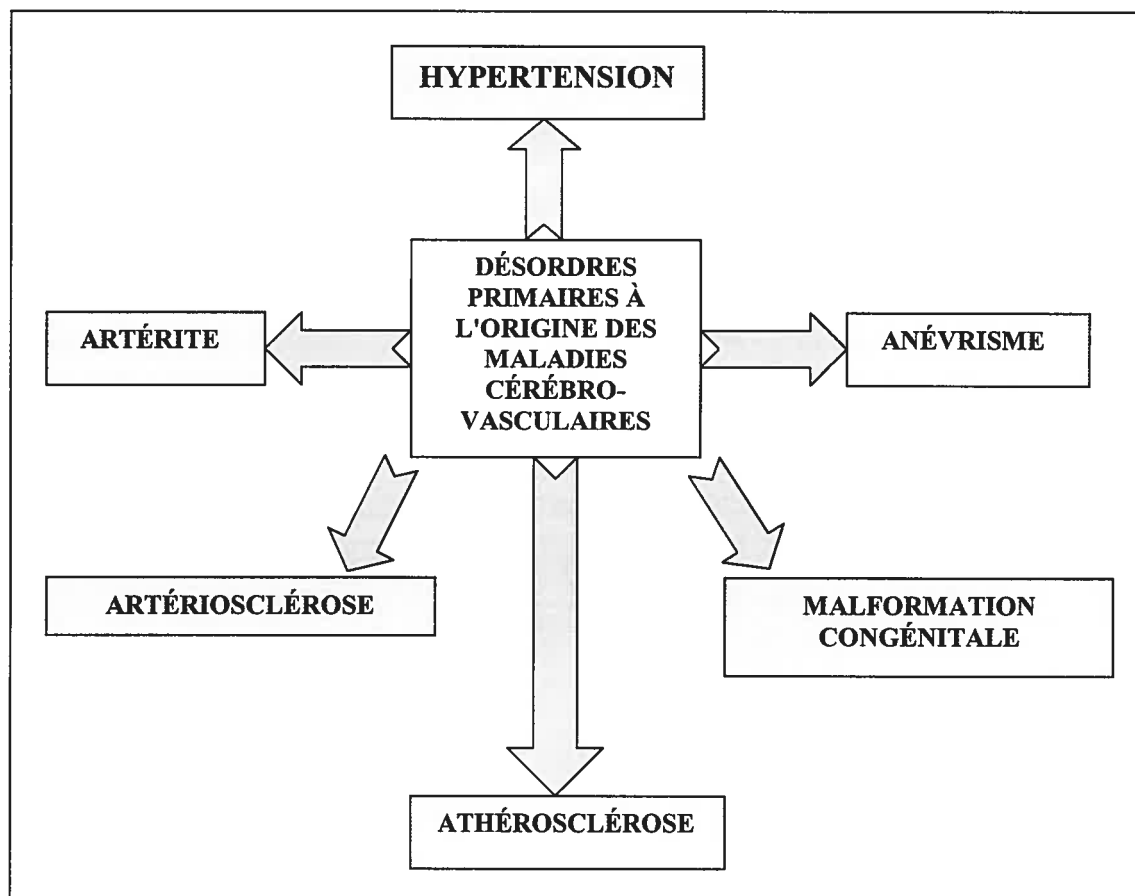 HYPERTENSION
DÉSORDRES
PRIMAIRES À
L'ORIGINE DES
MALADIES
CÉRÉBRO-
VASCULAIRES
ARTÉRITE
ANÉVRISME
ARTÉRIOSCLÉROSE
MALFORMATION
CONGÉNITALE
ATHÉROSCLÉROSE